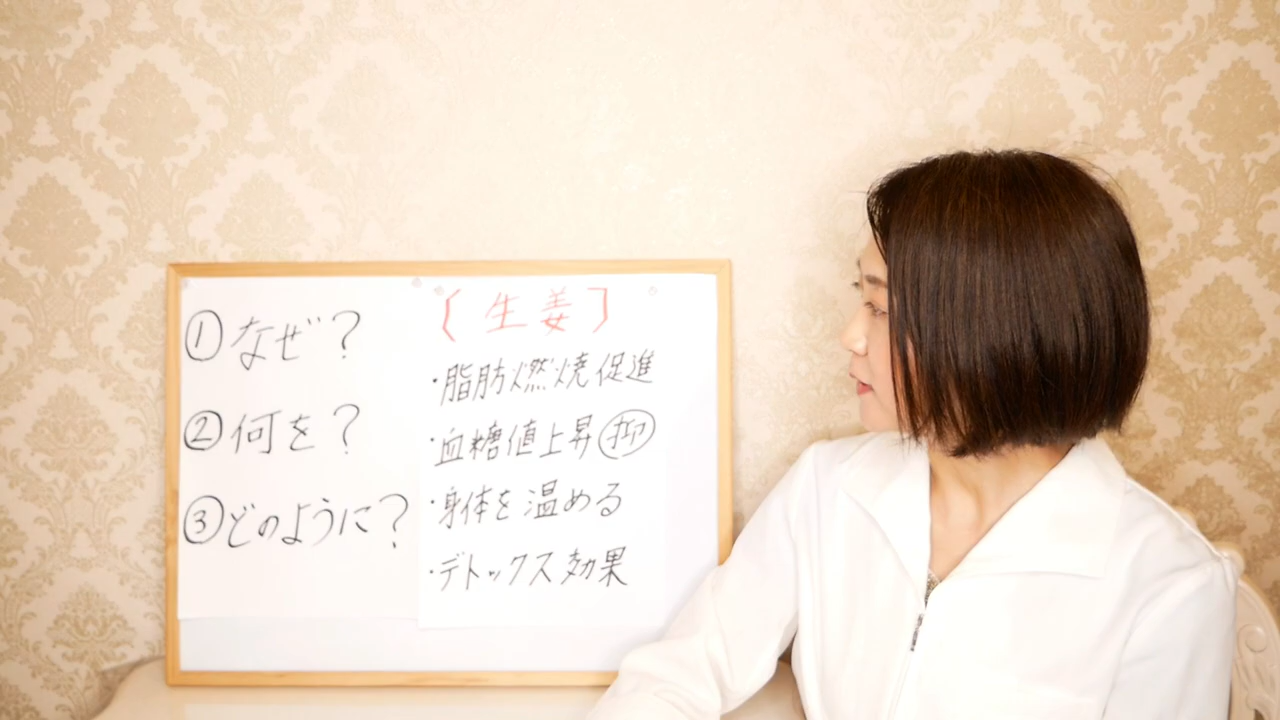 ①なぜ？
②何を？
③どのように？
〔生姜〕
・脂肪燃焼促進
・血糖値上昇㊥抑
・身体を温める
・デトックス効果